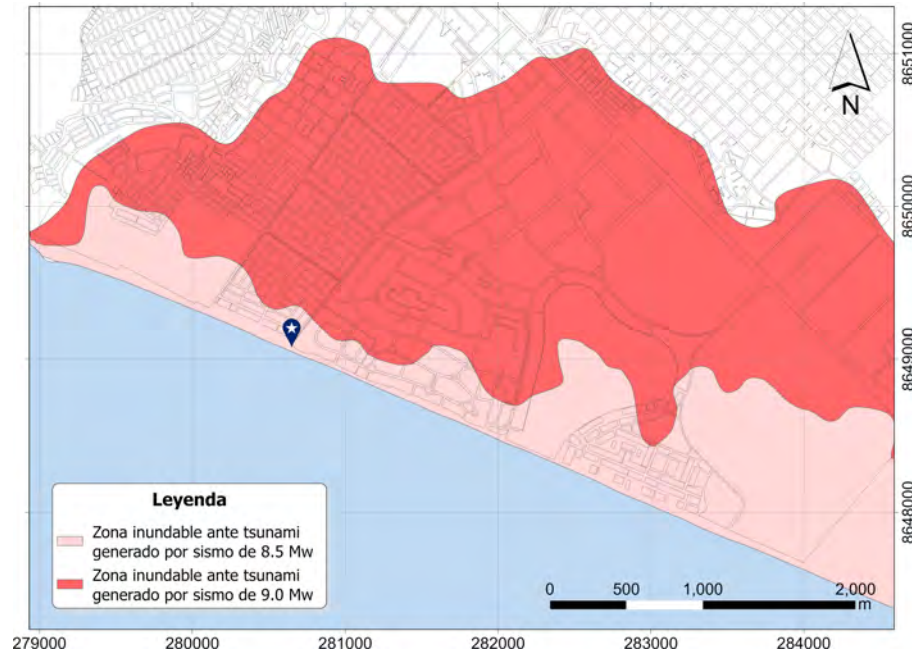 N
8651000
8650000
8649000
8648000
Leyenda
Zona inundable ante tsunami
generado por sismo de 8.5 Mw
Zona inundable ante tsunami
generado por sismo de 9.0 Mw
0 500 1,000 2,000
m
279000 280000 281000 282000 283000 284000